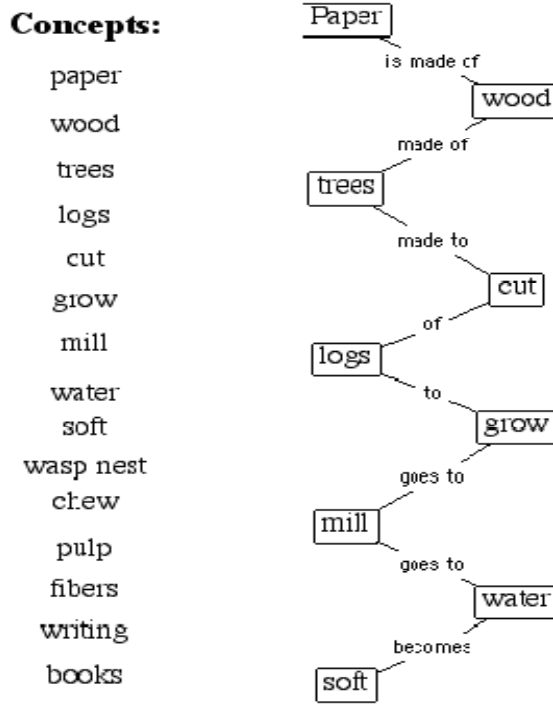 Concepts:
paper
wood
trees
logs
cut
grow
mill
water
soft
wasp nest
chew
pulp
fibers
writing
books
Paper
is made of
wood
made of
trees
made to
cut
of
logs
to
grow
goes to
mill
goes to
water
becomes
soft